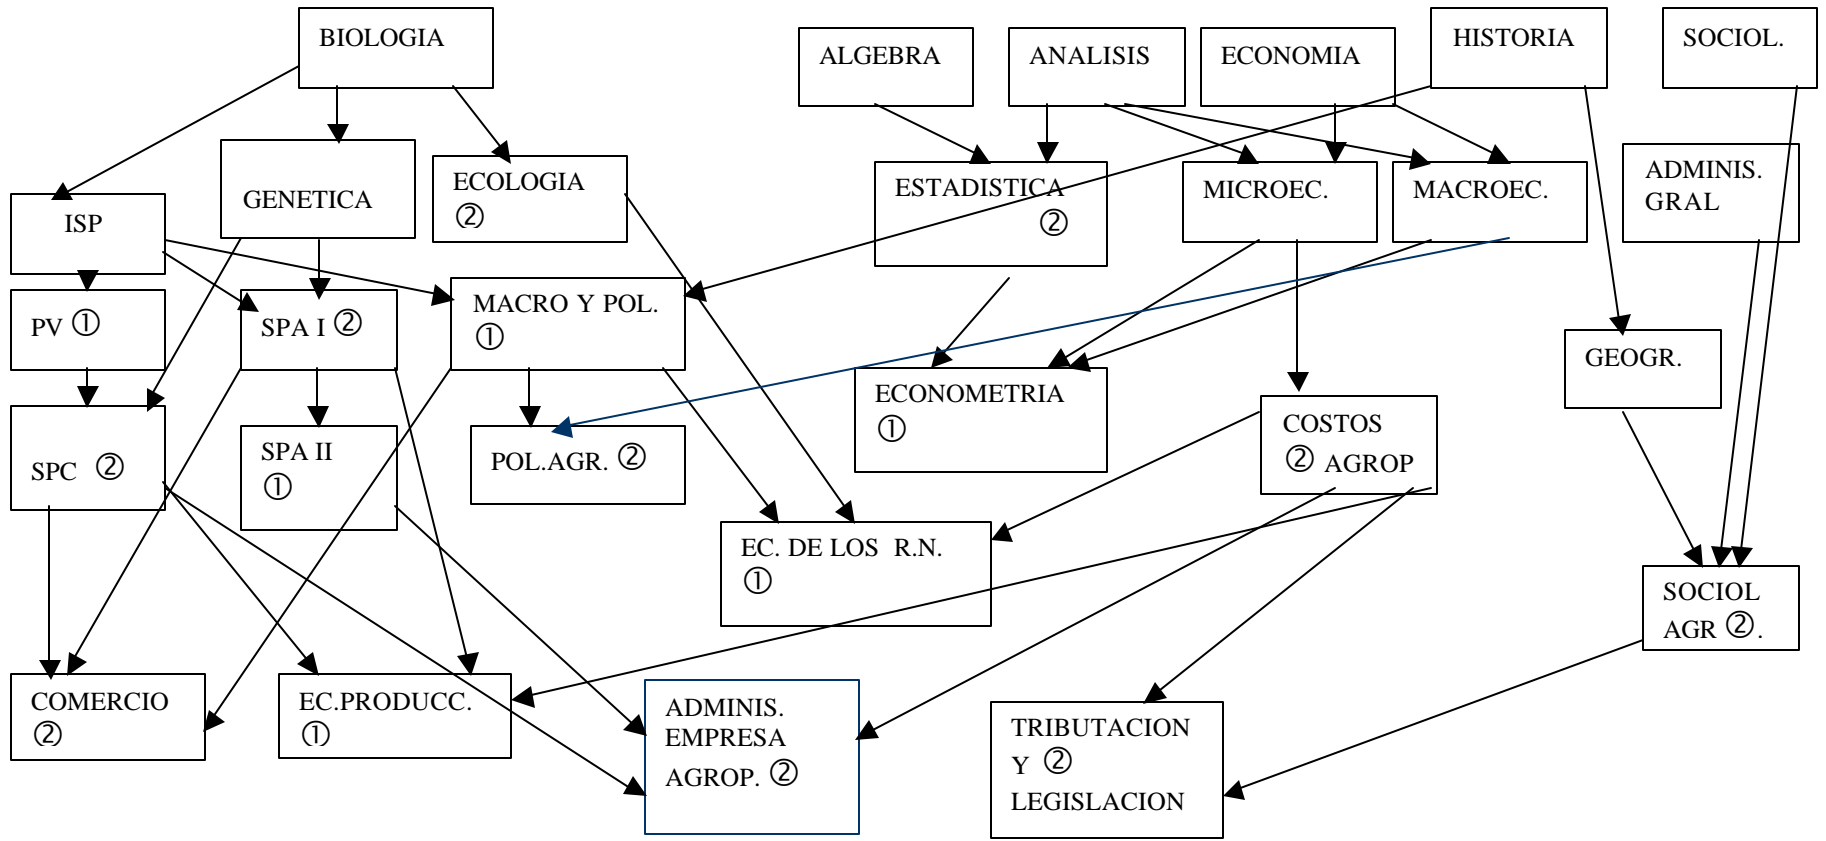 BIOLOGIA
ALGEBRA
ANALISIS
ECONOMIA
HISTORIA
SOCIOL.
GENETICA
ECOLOGIA
②
ISP
ESTADISTICA
②
MICROEC.
MACROEC.
ADMINIS.
GRAL
PV ①
SPA I ②
MACRO Y POL.
①
GEOGR.
SPC ②
SPA II
①
POL.AGR. ②
ECONOMETRIA
①
COSTOS
② AGROP
EC. DE LOS R.N.
①
SOCIOL
AGR ②.
COMERCIO
②
EC.PRODUCC.
①
ADMINIS.
EMPRESA
AGROP. ②
TRIBUTACION
Y ②
LEGISLACION